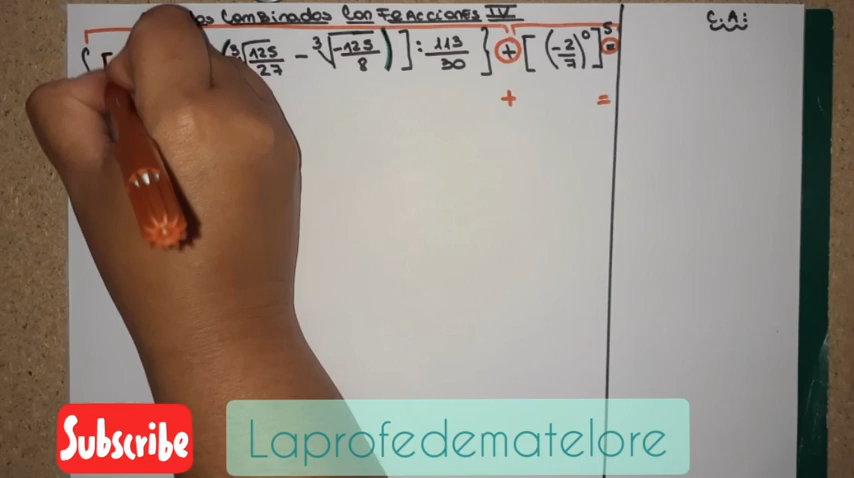 Combinados Con Fracciones IV
C.A:
{ [ (∛125/27 - ∛-125/8 ) ] : 113/30 } + [ (-2/7)^0 ]^5 =
+ =
Subscribe
Laprofedematelore